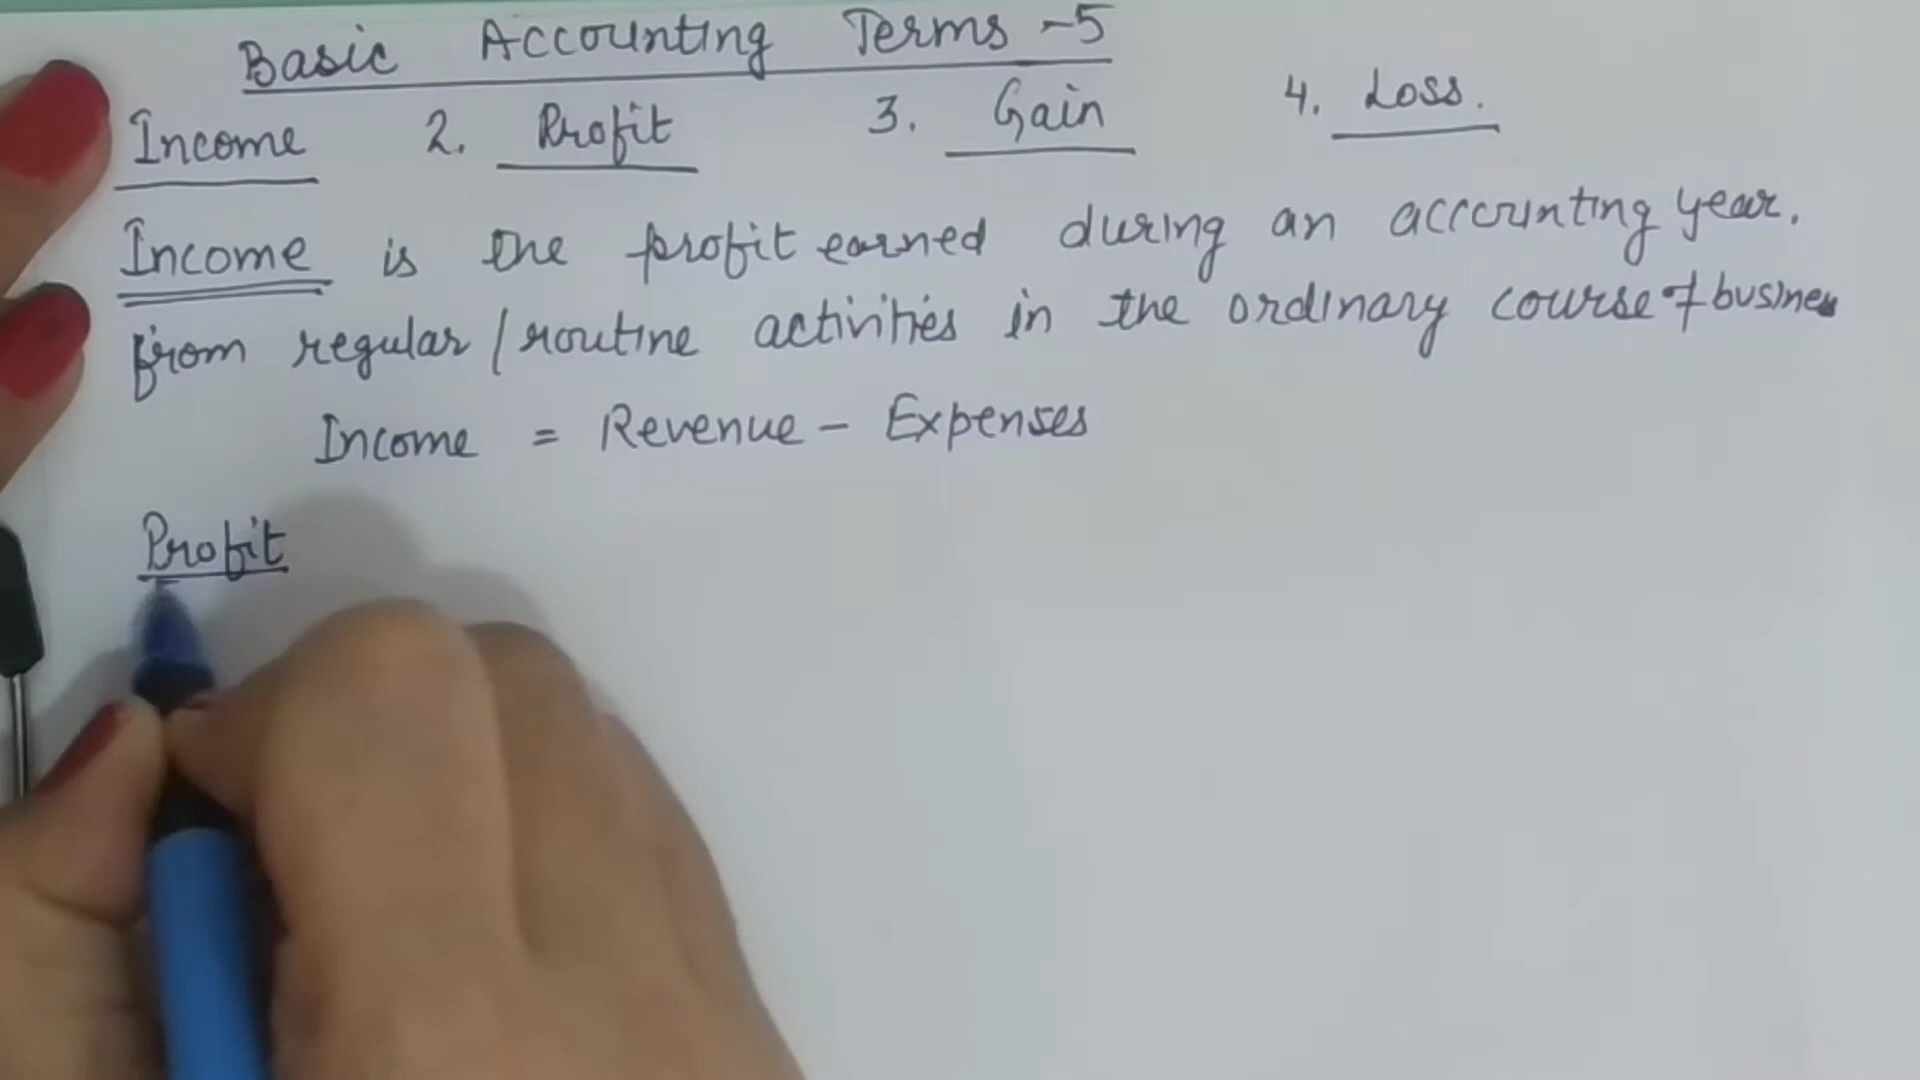 Basic Accounting Terms -5
Income 2. Profit 3. Gain 4. Loss.
Income is the profit earned during an accounting year.
from regular/routine activities in the ordinary course of busines
Income = Revenue - Expenses
Profit